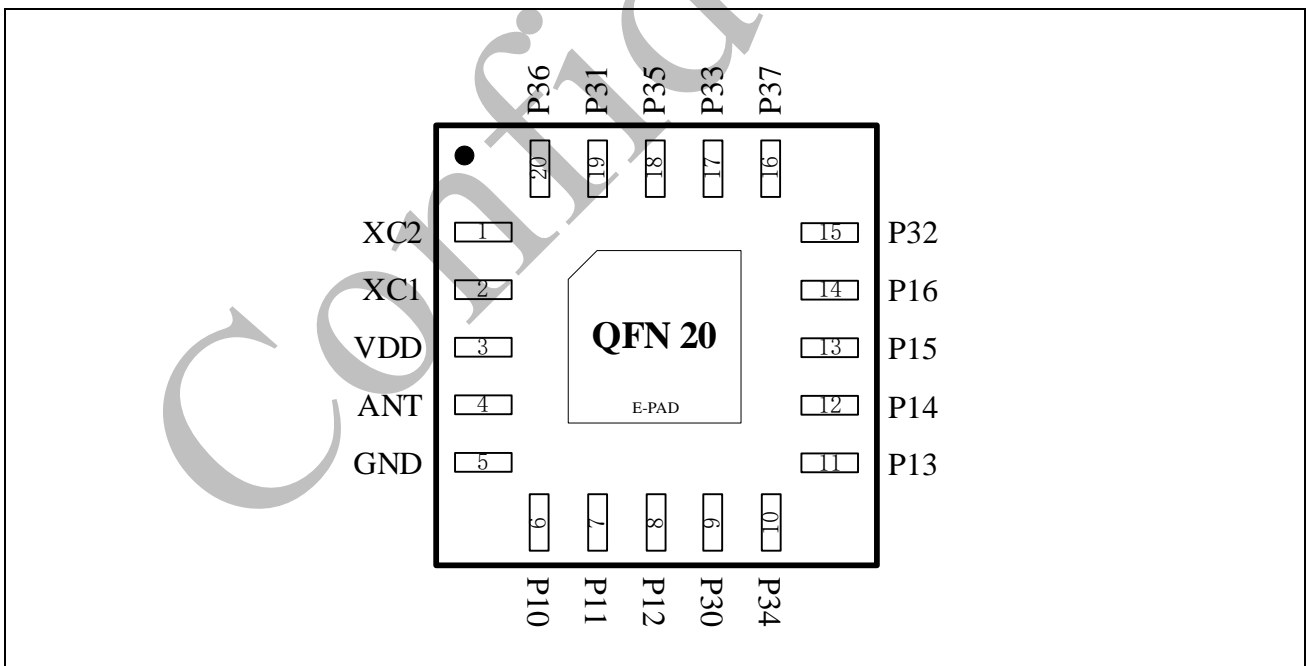 Confid
P36 P31 P35 P33 P37
20 19 18 17 16
XC2 1 15 P32
XC1 2 14 P16
VDD 3 13 P15
QFN 20
ANT 4 12 P14
E-PAD
GND 5 11 P13
6 7 8 9 10
P10 P11 P12 P30 P34